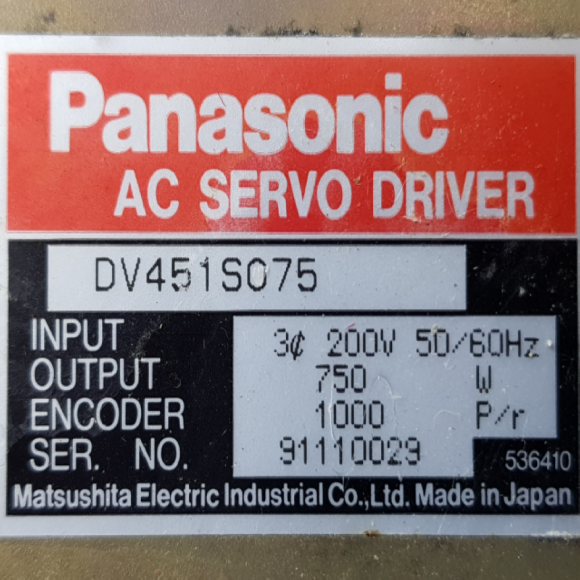 Panasonic
AC SERVO DRIVER
DV451S075
INPUT 3¢ 200V 50/60Hz
OUTPUT 750 W
ENCODER 1000 P/r
SER. NO. 91110029
536410
Matsushita Electric Industrial Co.,Ltd. Made in Japan